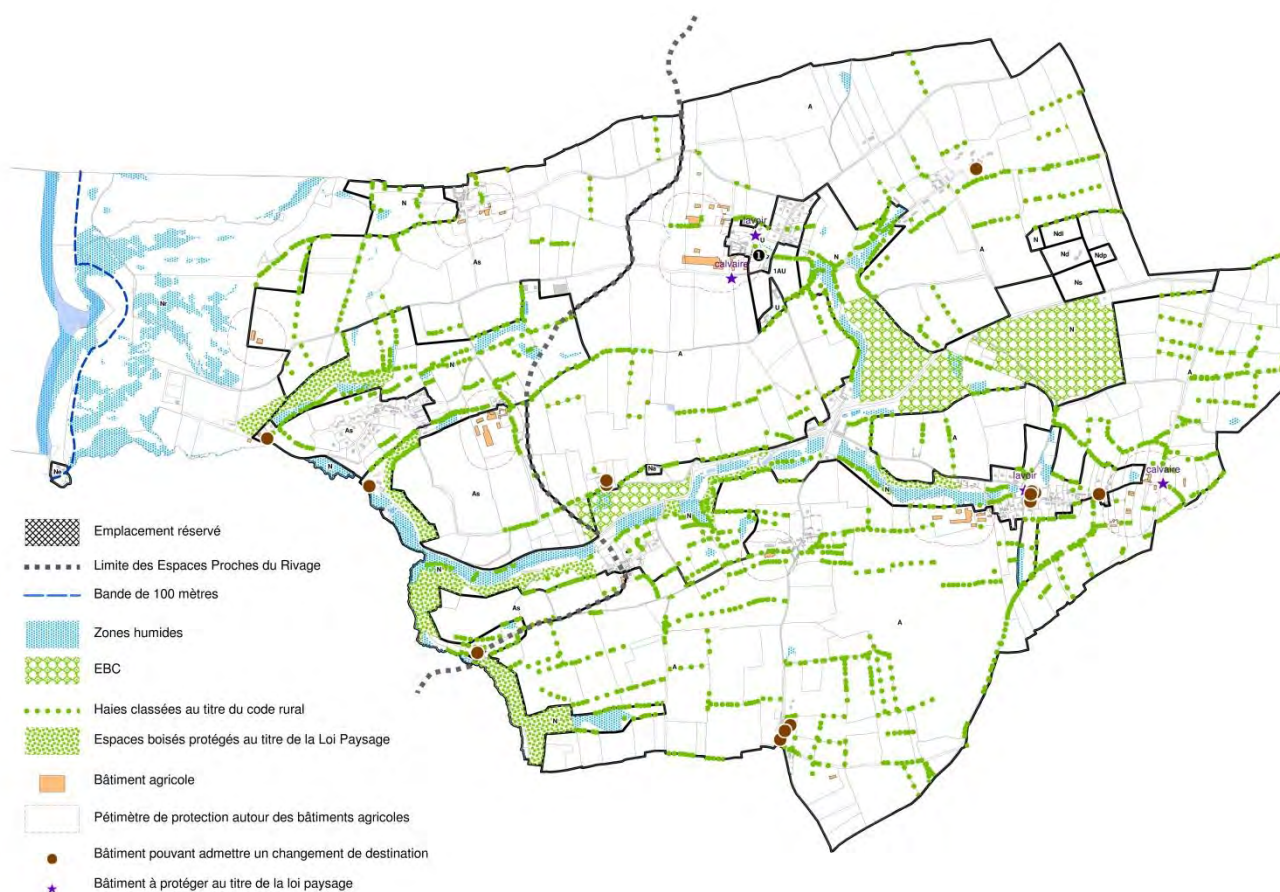 A
lavoir
U
1
calvaire
1AU
U
N
N
Ndl
Nd
Ndp
Ns
N
As
A
A
A
Nr
N
N
As
N
Ne
As
Na
N
A
N
lavoir
calvaire
N
As
A
A
N
Emplacement réservé
Limite des Espaces Proches du Rivage
Bande de 100 mètres
Zones humides
EBC
Haies classées au titre du code rural
Espaces boisés protégés au titre de la Loi Paysage
Bâtiment agricole
Pétimètre de protection autour des bâtiments agricoles
Bâtiment pouvant admettre un changement de destination
Bâtiment à protéger au titre de la loi paysage